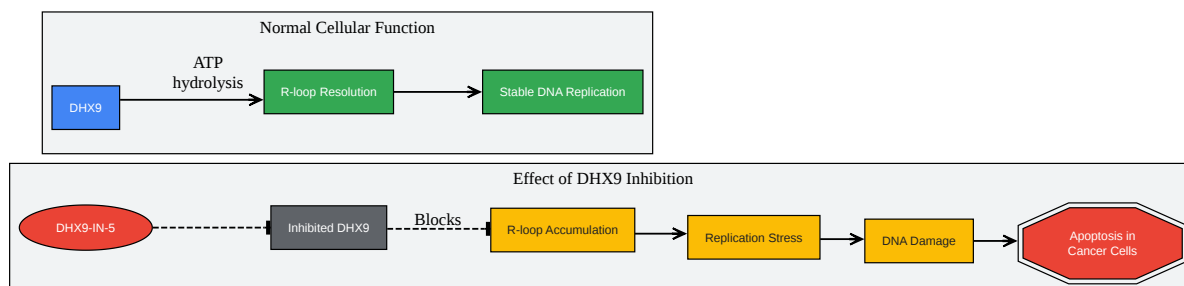 Normal Cellular Function
ATP
hydrolysis
DHX9
R-loop Resolution
Stable DNA Replication
Effect of DHX9 Inhibition
DHX9-IN-5
Inhibited DHX9
Blocks
R-loop Accumulation
Replication Stress
DNA Damage
Apoptosis in
Cancer Cells